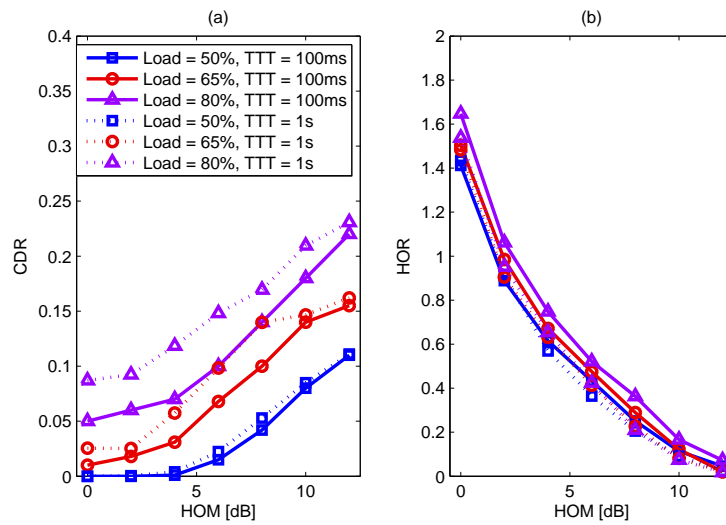 (a)
0.4
0.3
0.25
0.2
0.15
0.1
0.05
0
0
5
10
CDR
HOM [dB]
Load = 50%, TTT = 100ms
Load = 65%, TTT = 100ms
Load = 80%, TTT = 100ms
Load = 50%, TTT = 1s
Load = 65%, TTT = 1s
Load = 80%, TTT = 1s
0.35
(b)
2
1.8
1.6
1.4
1.2
1
0.8
0.6
0.4
0.2
0
0
5
10
HOR
HOM [dB]